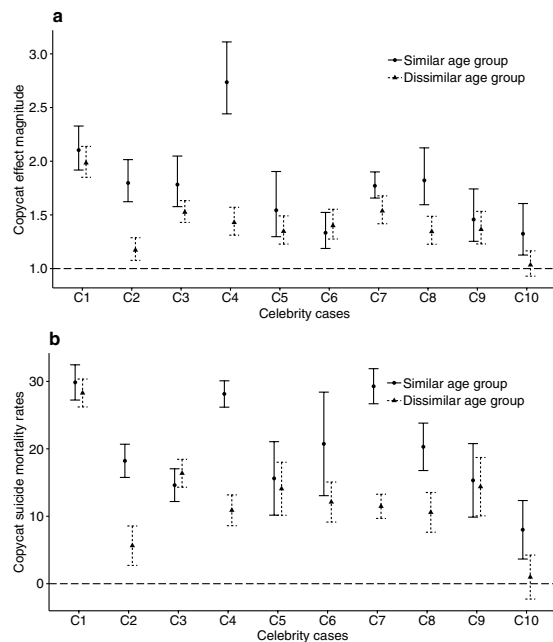 a
Copycat effect magnitude
3.0
2.5
2.0
1.5
1.0
Similar age group
Dissimilar age group
C1 C2 C3 C4 C5 C6 C7 C8 C9 C10
Celebrity cases
b
Copycat suicide mortality rates
30
20
10
0
Similar age group
Dissimilar age group
C1 C2 C3 C4 C5 C6 C7 C8 C9 C10
Celebrity cases